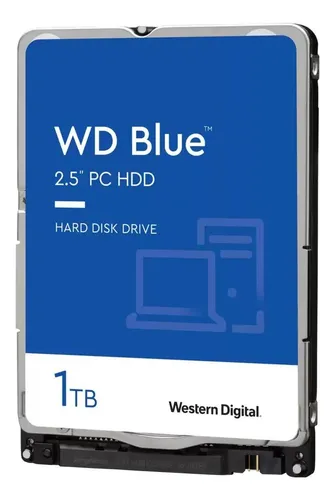 WD Blue™
2.5" PC HDD
HARD DISK DRIVE
1TB
Western Digital.